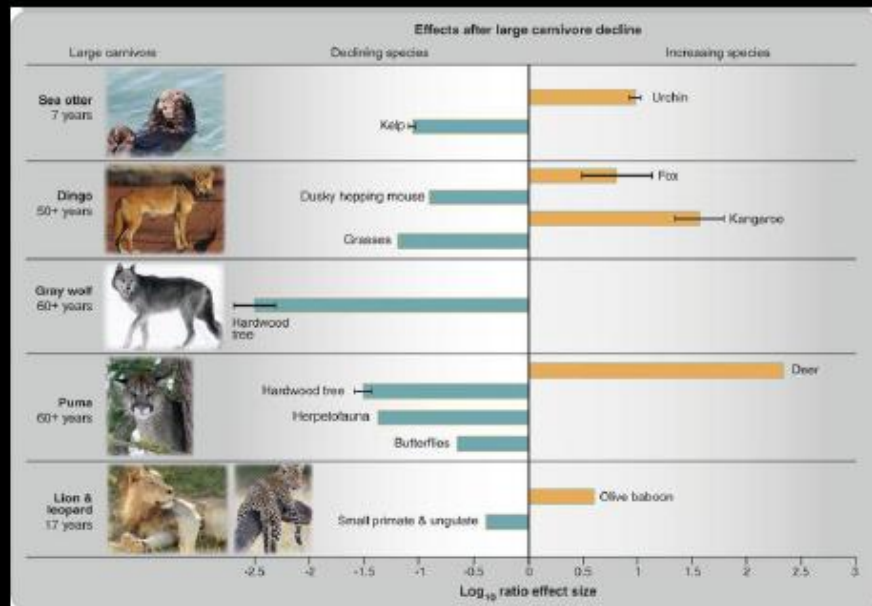 Effects after large carnivore decline
Large carnivore Declining species Increasing species
Sea otter
7 years
Urchin
Kelp
Dingo
50+ years
Fox
Dusky hopping mouse
Kangaroo
Grasses
Gray wolf
60+ years
Hardwood
tree
Puma
60+ years
Deer
Hardwood tree
Herpetofauna
Butterflies
Lion &
leopard
17 years
Olive baboon
Small primate & ungulate
-2.5 -2 -1.5 -1 -0.5 0 0.5 1 1.5 2 2.5 3
Log₁₀ ratio effect size